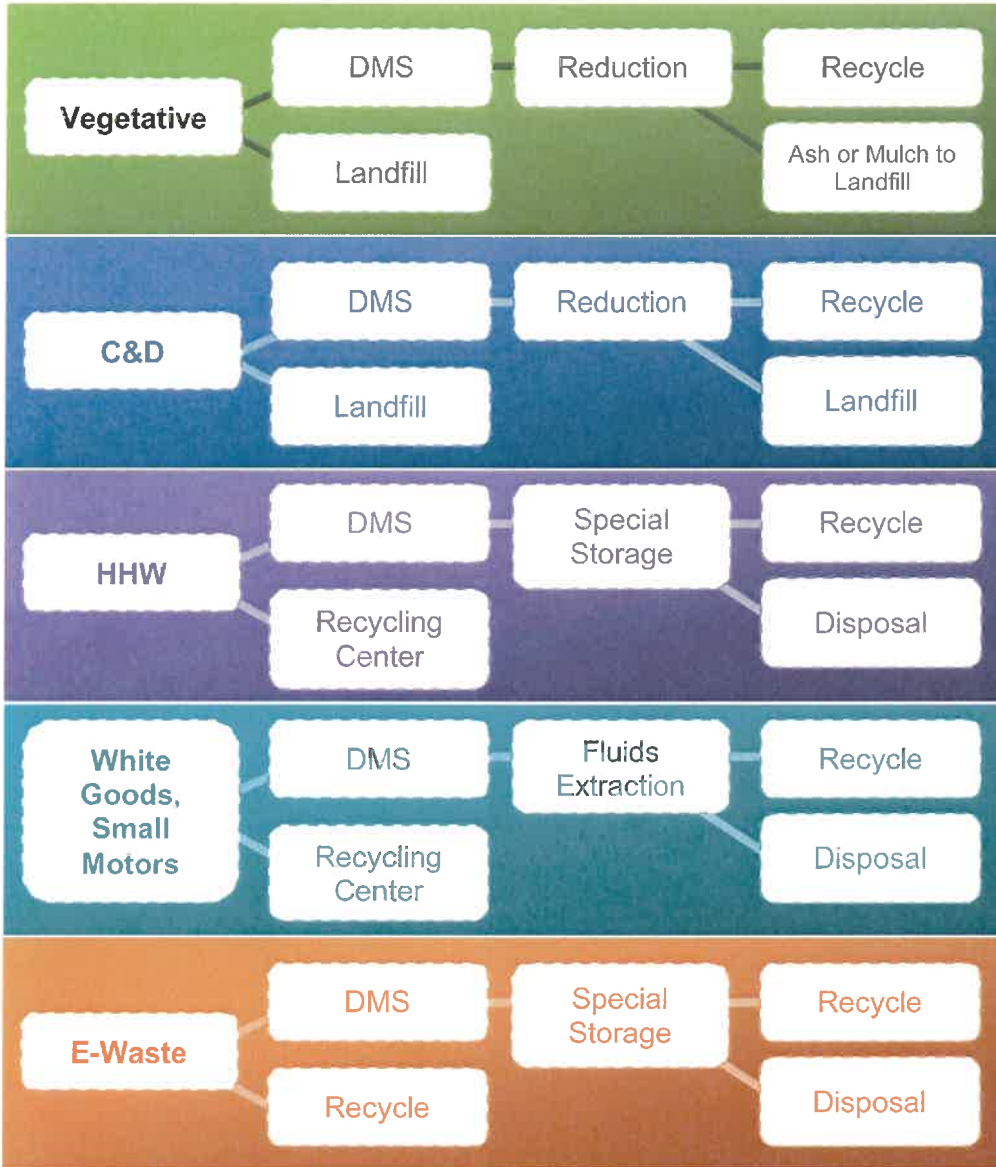 Vegetative
DMS
Reduction
Recycle
Landfill
Ash or Mulch to
Landfill
C&D
DMS
Reduction
Recycle
Landfill
Landfill
HHW
DMS
Special
Storage
Recycle
Recycling
Center
Disposal
White
Goods,
Small
Motors
DMS
Fluids
Extraction
Recycle
Recycling
Center
Disposal
E-Waste
DMS
Special
Storage
Recycle
Recycle
Disposal